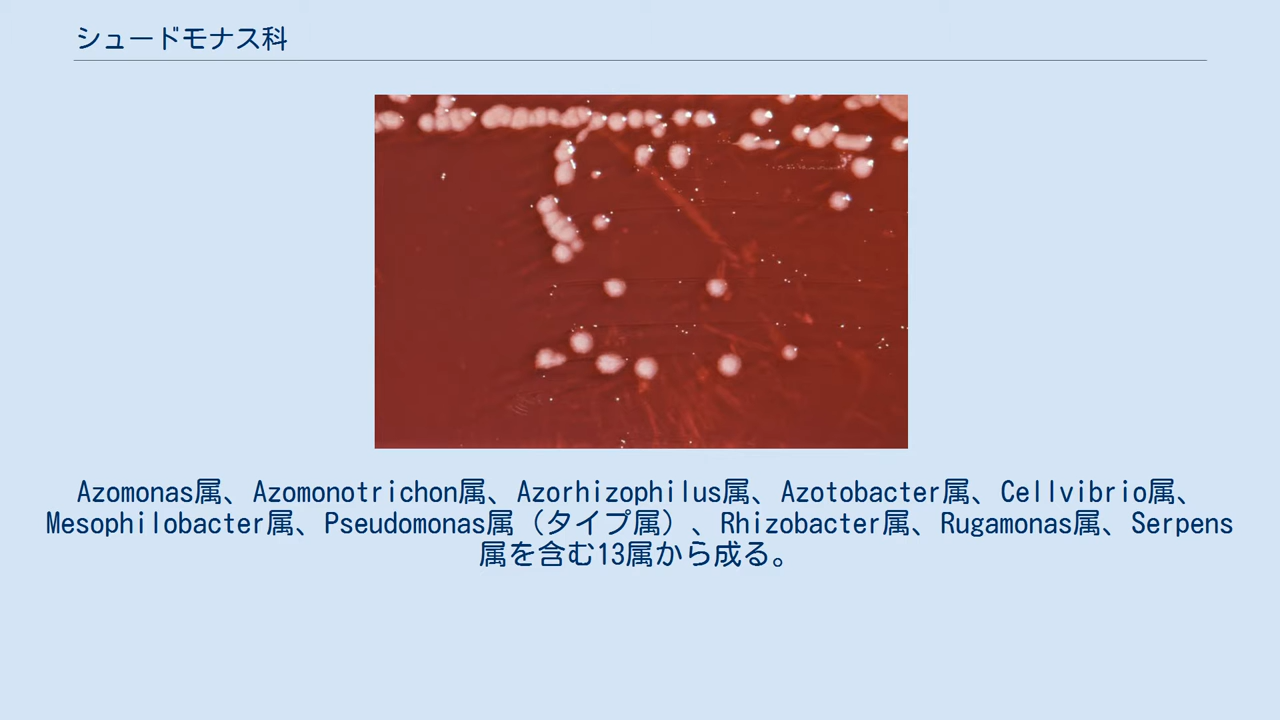 シュードモナス科
Azomonas属、Azomonotrichon属、Azorhizophilus属、Azotobacter属、Cellvibrio属、
Mesophilobacter属、Pseudomonas属（タイプ属）、Rhizobacter属、Rugamonas属、Serpens
属を含む13属から成る。